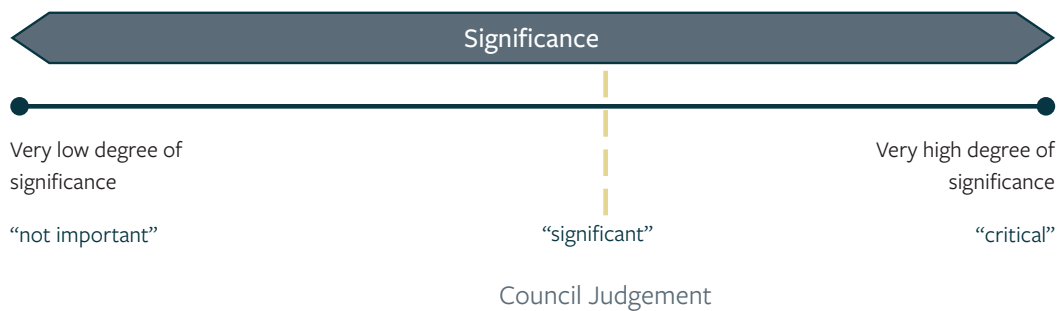 Significance
Very low degree of
significance
Very high degree of
significance
“not important”
“significant”
“critical”
Council Judgement